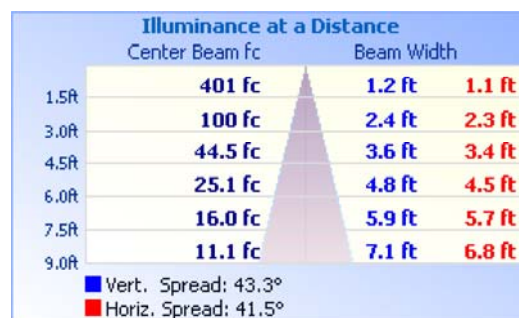 Illuminance at a Distance
Center Beam fc Beam Width
1.5ft 401 fc 1.2 ft 1.1 ft
3.0ft 100 fc 2.4 ft 2.3 ft
4.5ft 44.5 fc 3.6 ft 3.4 ft
6.0ft 25.1 fc 4.8 ft 4.5 ft
7.5ft 16.0 fc 5.9 ft 5.7 ft
9.0ft 11.1 fc 7.1 ft 6.8 ft
Vert. Spread: 43.3°
Horiz. Spread: 41.5°